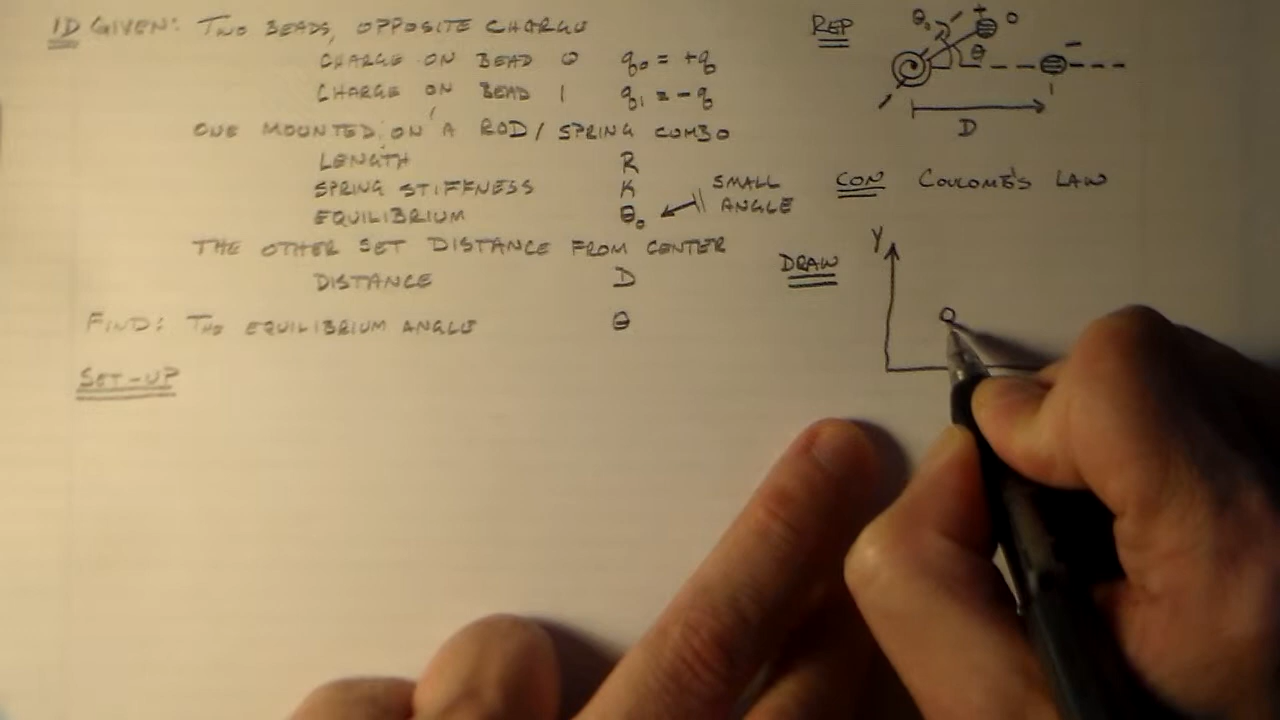 ID GIVEN: TWO BEADS, OPPOSITE CHARGE
CHARGE ON BEAD 0 q₀ = +q
CHARGE ON BEAD 1 q₁ = -q
ONE MOUNTED ON A ROD/SPRING COMBO
LENGTH R
SPRING STIFFNESS K
EQUILIBRIUM θ₀
SMALL
ANGLE
THE OTHER SET DISTANCE FROM CENTER
DISTANCE D
FIND: THE EQUILIBRIUM ANGLE θ
SET-UP
REP
θ₀ + 0
θ -
1
D
CON COULOMB'S LAW
DRAW
Y